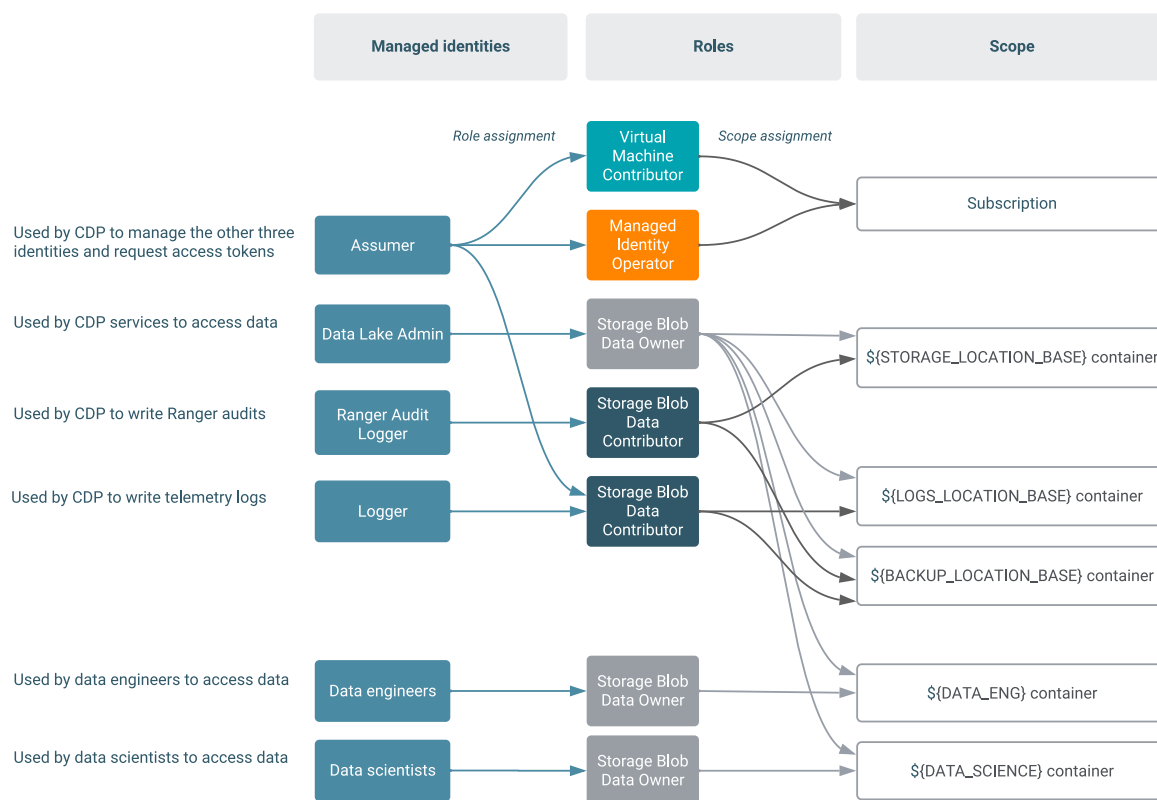 Managed identities
Roles
Scope
Role assignment
Virtual
Machine
Contributor
Scope assignment
Subscription
Used by CDP to manage the other three
identities and request access tokens
Assumer
Managed
Identity
Operator
Used by CDP services to access data
Data Lake Admin
Storage Blob
Data Owner
${STORAGE_LOCATION_BASE} container
Used by CDP to write Ranger audits
Ranger Audit
Logger
Storage Blob
Data
Contributor
Used by CDP to write telemetry logs
Logger
Storage Blob
Data
Contributor
${LOGS_LOCATION_BASE} container
${BACKUP_LOCATION_BASE} container
Used by data engineers to access data
Data engineers
Storage Blob
Data Owner
${DATA_ENG} container
Used by data scientists to access data
Data scientists
Storage Blob
Data Owner
${DATA_SCIENCE} container